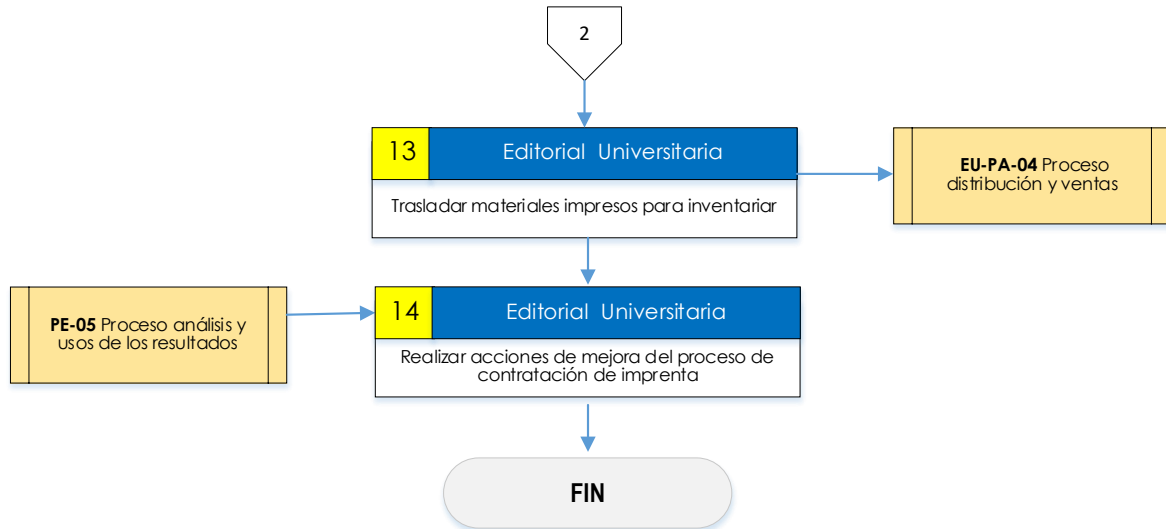 2
13
Editorial Universitaria
Trasladar materiales impresos para inventariar
EU-PA-04 Proceso
distribución y ventas
PE-05 Proceso análisis y
usos de los resultados
14
Editorial Universitaria
Realizar acciones de mejora del proceso de
contratación de imprenta
FIN